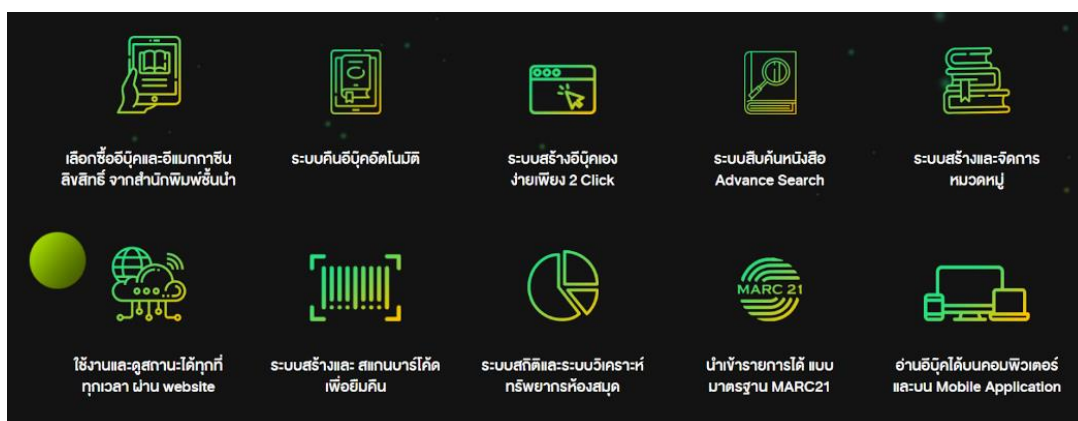 เลือกซื้ออีบุ๊คและอีแมกกาซีน
ลิขสิทธิ์ จากสำนักพิมพ์ชั้นนำ
ระบบคืนอีบุ๊คอัตโนมัติ
ระบบสร้างอีบุ๊คเอง
ง่ายเพียง 2 Click
ระบบสืบค้นหนังสือ
Advance Search
ระบบสร้างและจัดการ
หมวดหมู่
ใช้งานและดูสถานะได้ทุกที่
ทุกเวลา ผ่าน website
ระบบสร้างและ สแกนบาร์โค้ด
เพื่อยืมคืน
ระบบสถิติและระบบวิเคราะห์
ทรัพยากรห้องสมุด
MARC 21
นำเข้ารายการได้ แบบ
มาตรฐาน MARC21
อ่านอีบุ๊คได้บนคอมพิวเตอร์
และบน Mobile Application